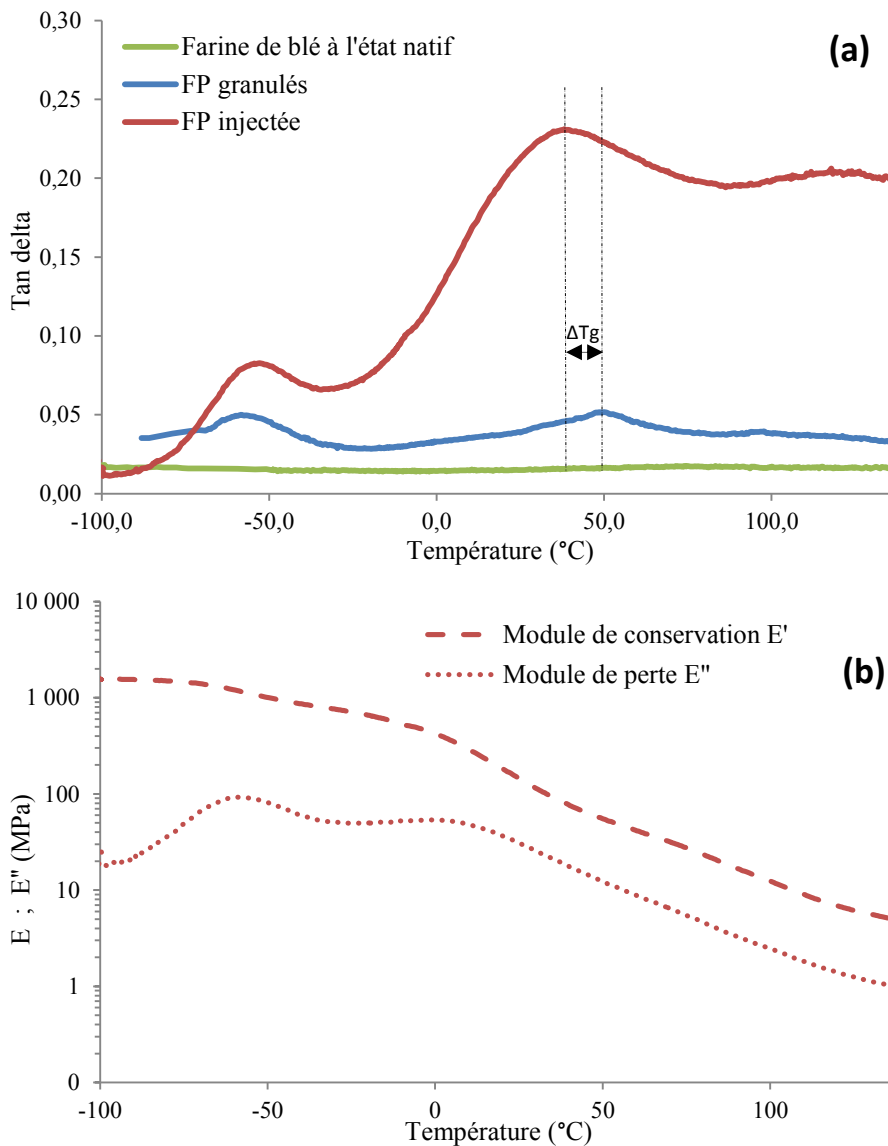 0,30
0,25
0,20
0,15
0,10
0,05
0,00
Tan delta
Farine de blé à l'état natif
FP granulés
FP injectée
(a)
ΔTg
-100,0
-50,0
0,0
50,0
100,0
Température (°C)
10 000
1 000
100
10
1
0
E ; E" (MPa)
Module de conservation E'
Module de perte E"
(b)
-100
-50
0
50
100
Température (°C)